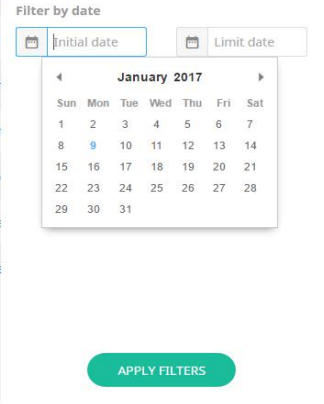 Filter by date
Initial date Limit date
January 2017
Sun Mon Tue Wed Thu Fri Sat
1 2 3 4 5 6 7
8 9 10 11 12 13 14
15 16 17 18 19 20 21
22 23 24 25 26 27 28
29 30 31
APPLY FILTERS